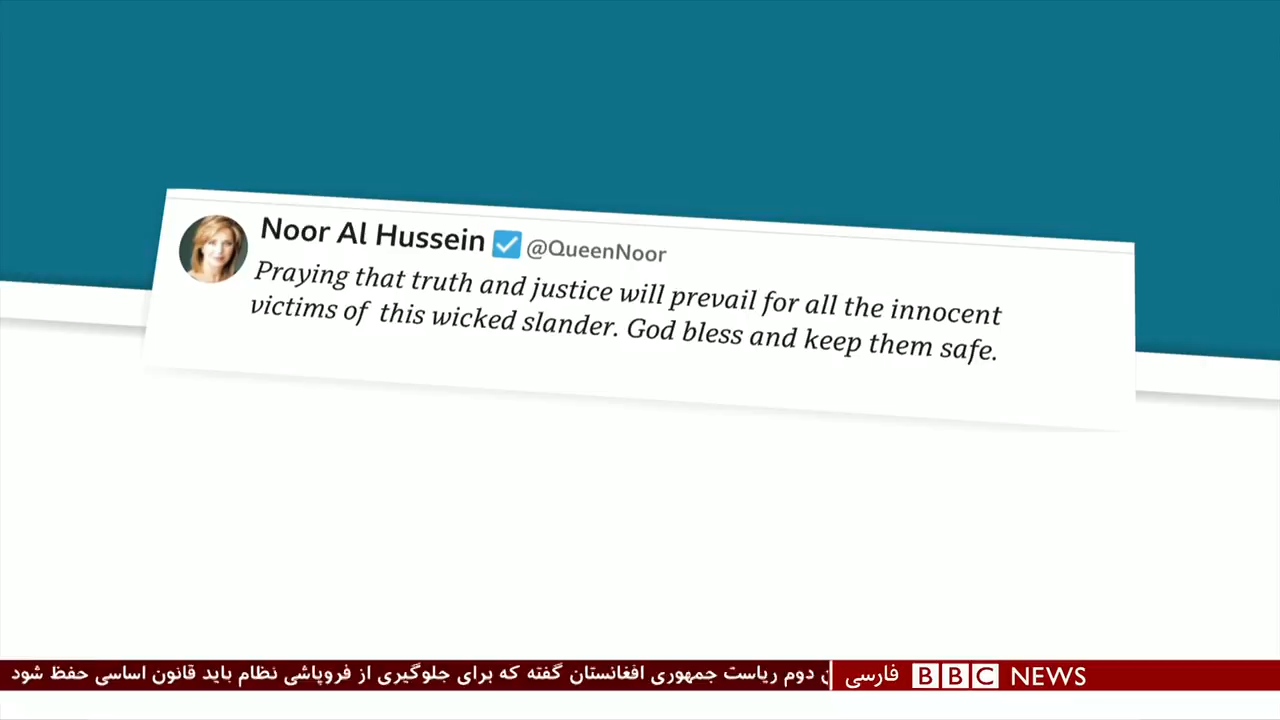 Noor Al Hussein @QueenNoor
Praying that truth and justice will prevail for all the innocent
victims of this wicked slander. God bless and keep them safe.
دوم ریاست جمهوری افغانستان گفته که برای جلوگیری از فروپاشی نظام باید قانون اساسی حفظ شود
BBC NEWS فارسی